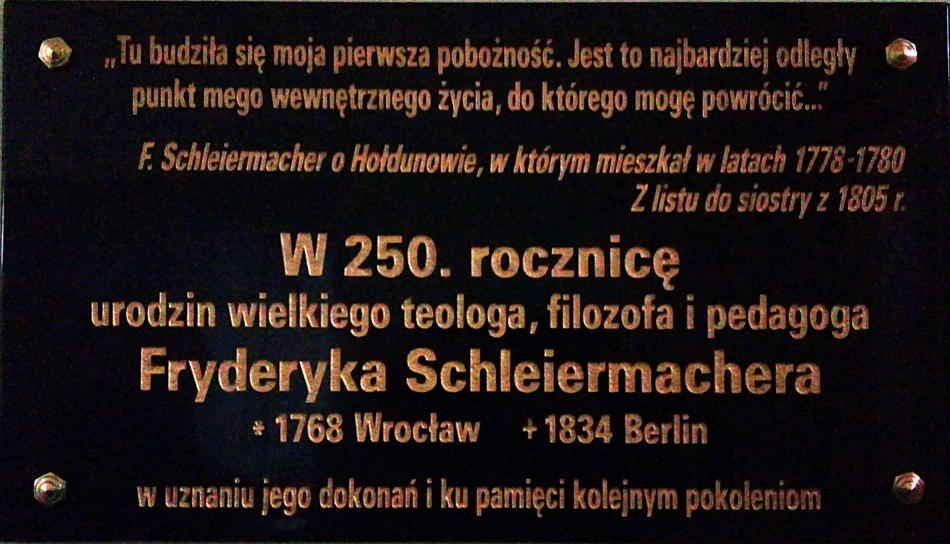 „Tu budziła się moja pierwsza pobożność. Jest to najbardziej odległy
punkt mego wewnętrznego życia, do którego mogę powrócić...”
F. Schleiermacher o Hołdunowie, w którym mieszkał w latach 1778-1780
Z listu do siostry z 1805 r.
W 250. rocznicę
urodzin wielkiego teologa, filozofa i pedagoga
Fryderyka Schleiermachera
* 1768 Wrocław + 1834 Berlin
w uznaniu jego dokonań i ku pamięci kolejnym pokoleniom